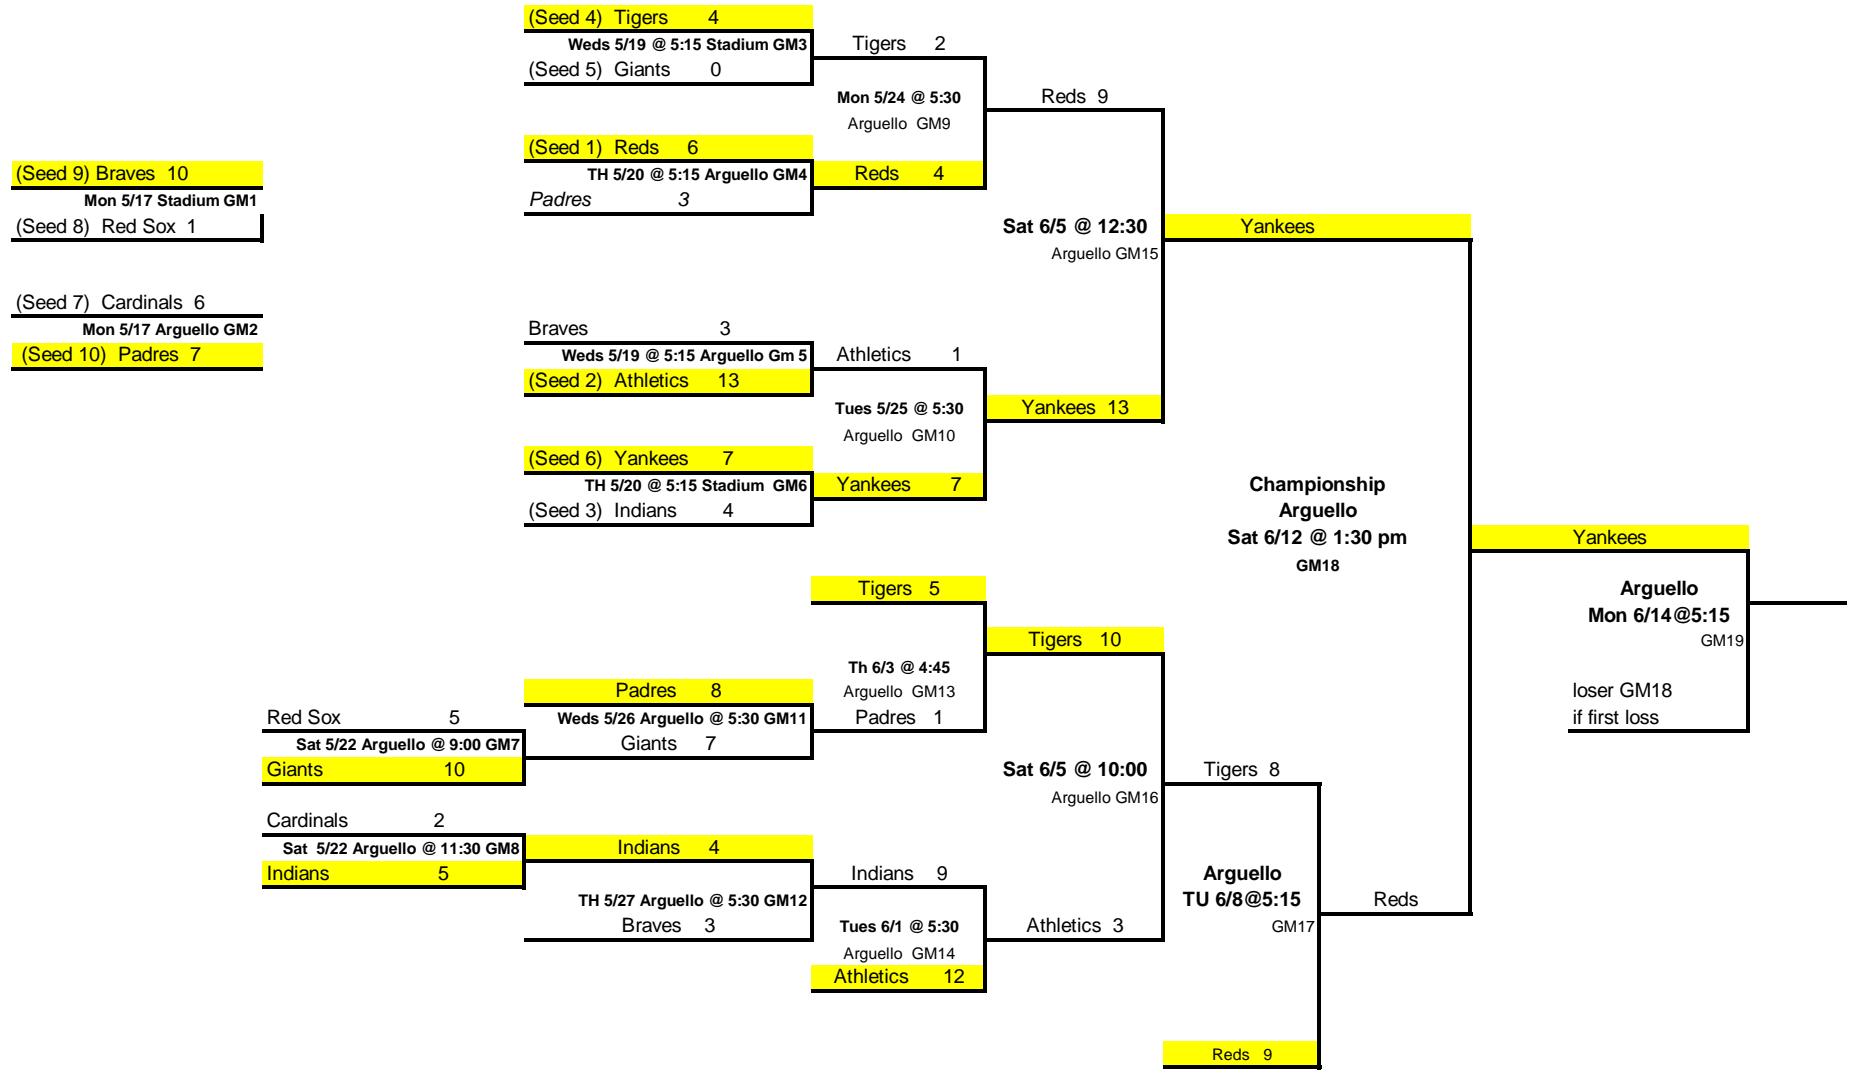 (Seed 4) Tigers 4
Weds 5/19 @ 5:15 Stadium GM3
(Seed 5) Giants 0
Tigers 2
Mon 5/24 @ 5:30
Arguello GM9
Reds 9
(Seed 1) Reds 6
TH 5/20 @ 5:15 Arguello GM4
Padres 3
Reds 4
(Seed 9) Braves 10
Mon 5/17 Stadium GM1
(Seed 8) Red Sox 1
Sat 6/5 @ 12:30
Arguello GM15
Yankees
(Seed 7) Cardinals 6
Mon 5/17 Arguello GM2
(Seed 10) Padres 7
Braves 3
Weds 5/19 @ 5:15 Arguello Gm 5
(Seed 2) Athletics 13
Athletics 1
Tues 5/25 @ 5:30
Arguello GM10
Yankees 13
(Seed 6) Yankees 7
TH 5/20 @ 5:15 Stadium GM6
(Seed 3) Indians 4
Yankees 7
Championship
Arguello
Sat 6/12 @ 1:30 pm
GM18
Yankees
Arguello
Mon 6/14@5:15
GM19
loser GM18
if first loss
Tigers 5
Tigers 10
Th 6/3 @ 4:45
Arguello GM13
Padres 1
Padres 8
Weds 5/26 Arguello @ 5:30 GM11
Giants 7
Red Sox 5
Sat 5/22 Arguello @ 9:00 GM7
Giants 10
Sat 6/5 @ 10:00
Arguello GM16
Tigers 8
Cardinals 2
Sat 5/22 Arguello @ 11:30 GM8
Indians 5
Indians 4
TH 5/27 Arguello @ 5:30 GM12
Braves 3
Indians 9
Tues 6/1 @ 5:30
Arguello GM14
Athletics 12
Athletics 3
Arguello
TU 6/8@5:15
GM17
Reds
Reds 9